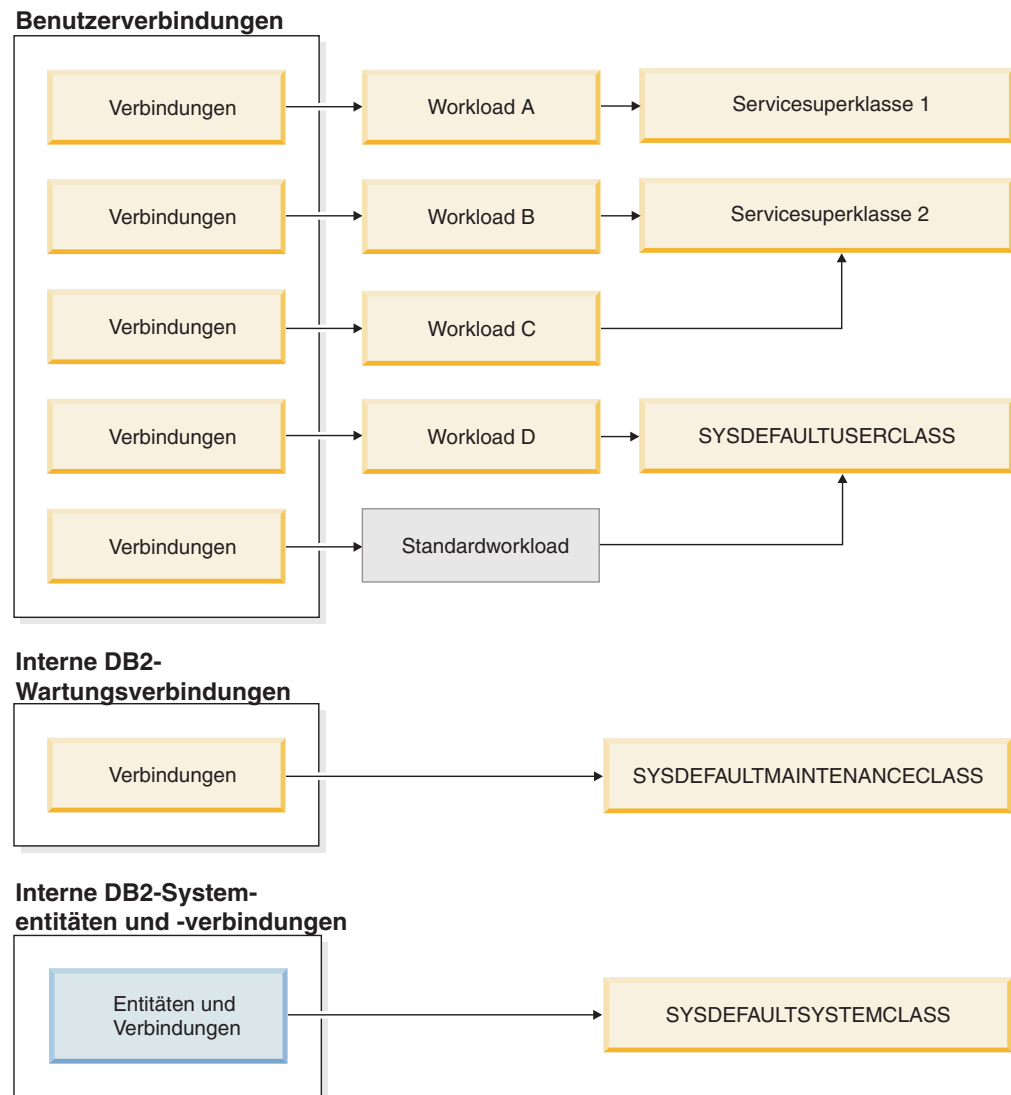 Benutzerverbindungen
Verbindungen
Workload A
Servicesuperklasse 1
Verbindungen
Workload B
Servicesuperklasse 2
Verbindungen
Workload C
Verbindungen
Workload D
SYSDEFAULTUSERCLASS
Verbindungen
Standardworkload
Interne DB2-
Wartungsverbindungen
Verbindungen
SYSDEFAULTMAINTENANCECLASS
Interne DB2-System-
entitäten und -verbindungen
Entitäten und
Verbindungen
SYSDEFAULTSYSTEMCLASS